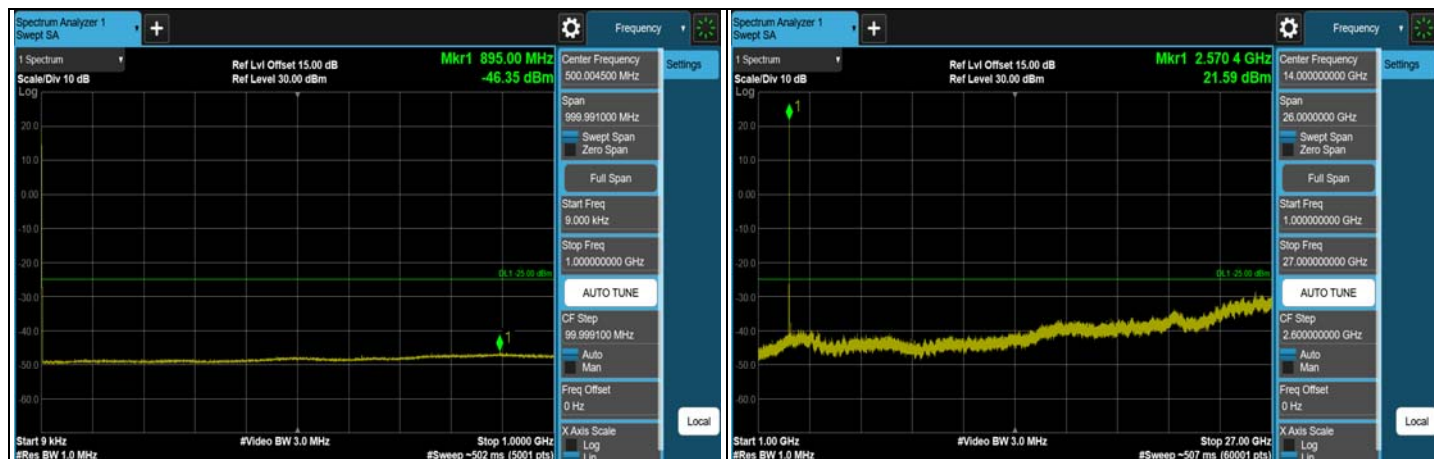 Spectrum Analyzer 1
Swept SA
+
Frequency
1 Spectrum
Scale/Div 10 dB
Ref Lvl Offset 15.00 dB
Ref Level 30.00 dBm
Mkr1 895.00 MHz
-46.35 dBm
Log
1
20.0
10.0
0.00
-10.0
-20.0
-30.0
-40.0
-50.0
-60.0
DL1 -25.00 dBm
1
Start 9 kHz
#Res BW 1.0 MHz
#Video BW 3.0 MHz
Stop 1.0000 GHz
#Sweep ~502 ms (5001 pts)
Center Frequency
500.004500 MHz
Span
999.991000 MHz
Swept Span
Zero Span
Full Span
Start Freq
9.000 kHz
Stop Freq
1.000000000 GHz
AUTO TUNE
CF Step
99.999100 MHz
Auto
Man
Freq Offset
0 Hz
X Axis Scale
Log
Lin
Settings
Local
Spectrum Analyzer 1
Swept SA
+
Frequency
1 Spectrum
Scale/Div 10 dB
Ref Lvl Offset 15.00 dB
Ref Level 30.00 dBm
Mkr1 2.570 4 GHz
21.59 dBm
Log
1
20.0
10.0
0.00
-10.0
-20.0
-30.0
-40.0
-50.0
-60.0
DL1 -25.00 dBm
Start 1.00 GHz
#Res BW 1.0 MHz
#Video BW 3.0 MHz
Stop 27.00 GHz
#Sweep ~507 ms (60001 pts)
Center Frequency
14.000000000 GHz
Span
26.0000000 GHz
Swept Span
Zero Span
Full Span
Start Freq
1.000000000 GHz
Stop Freq
27.000000000 GHz
AUTO TUNE
CF Step
2.600000000 GHz
Auto
Man
Freq Offset
0 Hz
X Axis Scale
Log
Lin
Settings
Local